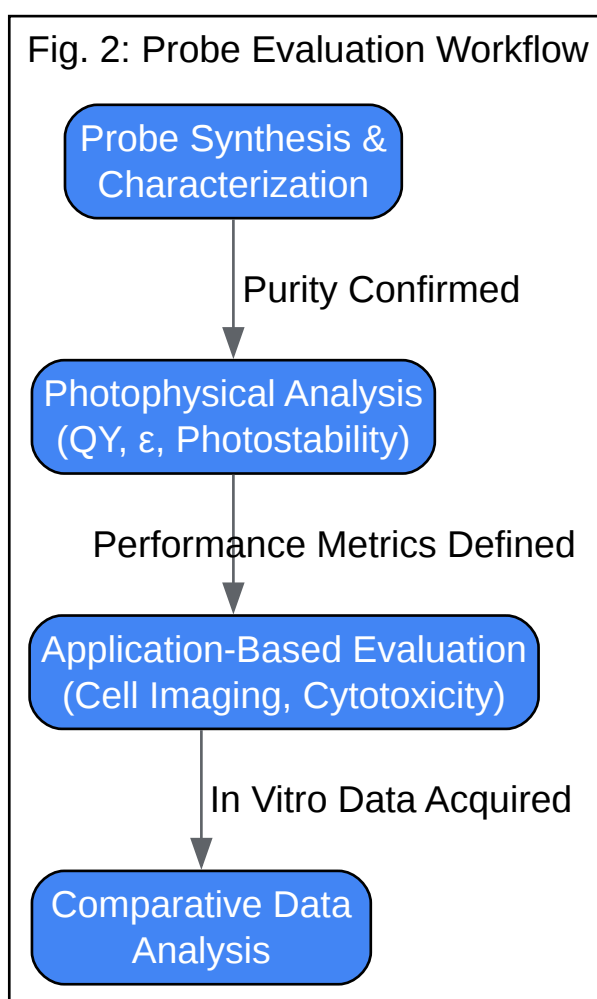 Fig. 2: Probe Evaluation Workflow
Probe Synthesis &
Characterization
Purity Confirmed
Photophysical Analysis
(QY, ε, Photostability)
Performance Metrics Defined
Application-Based Evaluation
(Cell Imaging, Cytotoxicity)
In Vitro Data Acquired
Comparative Data
Analysis